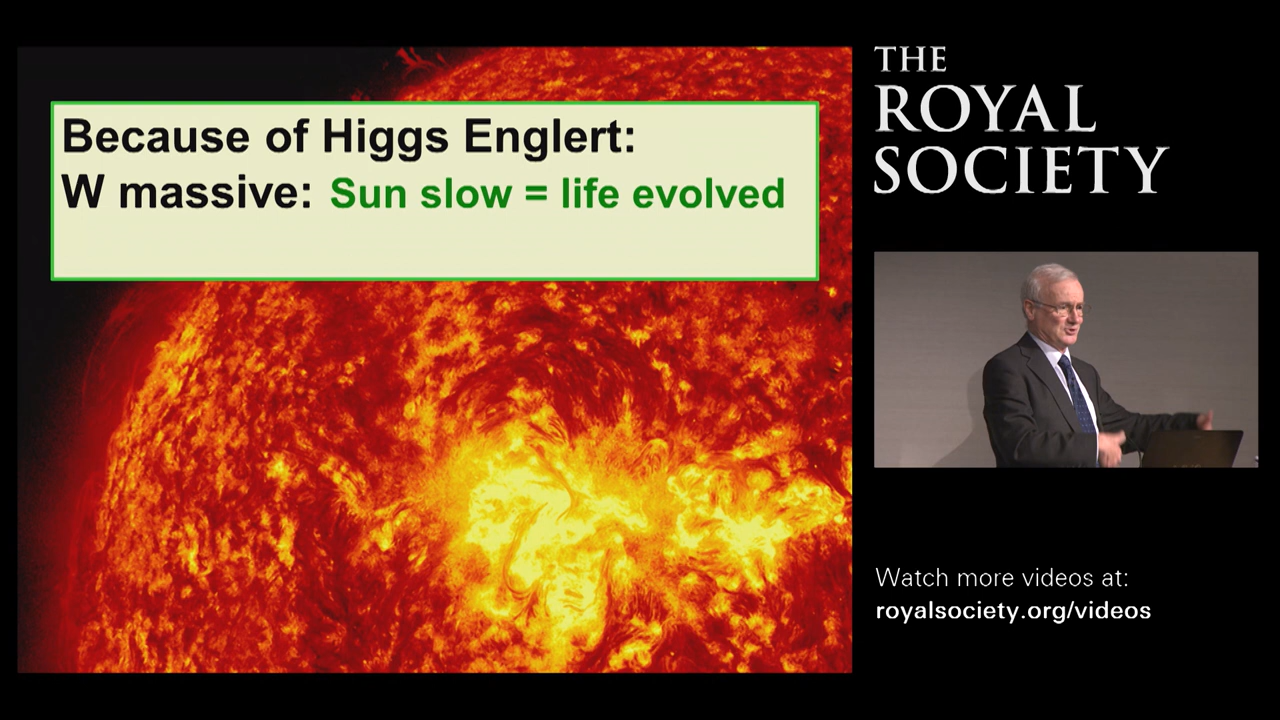 Because of Higgs Englert:
W massive: Sun slow = life evolved
THE
ROYAL
SOCIETY
Watch more videos at:
royalsociety.org/videos